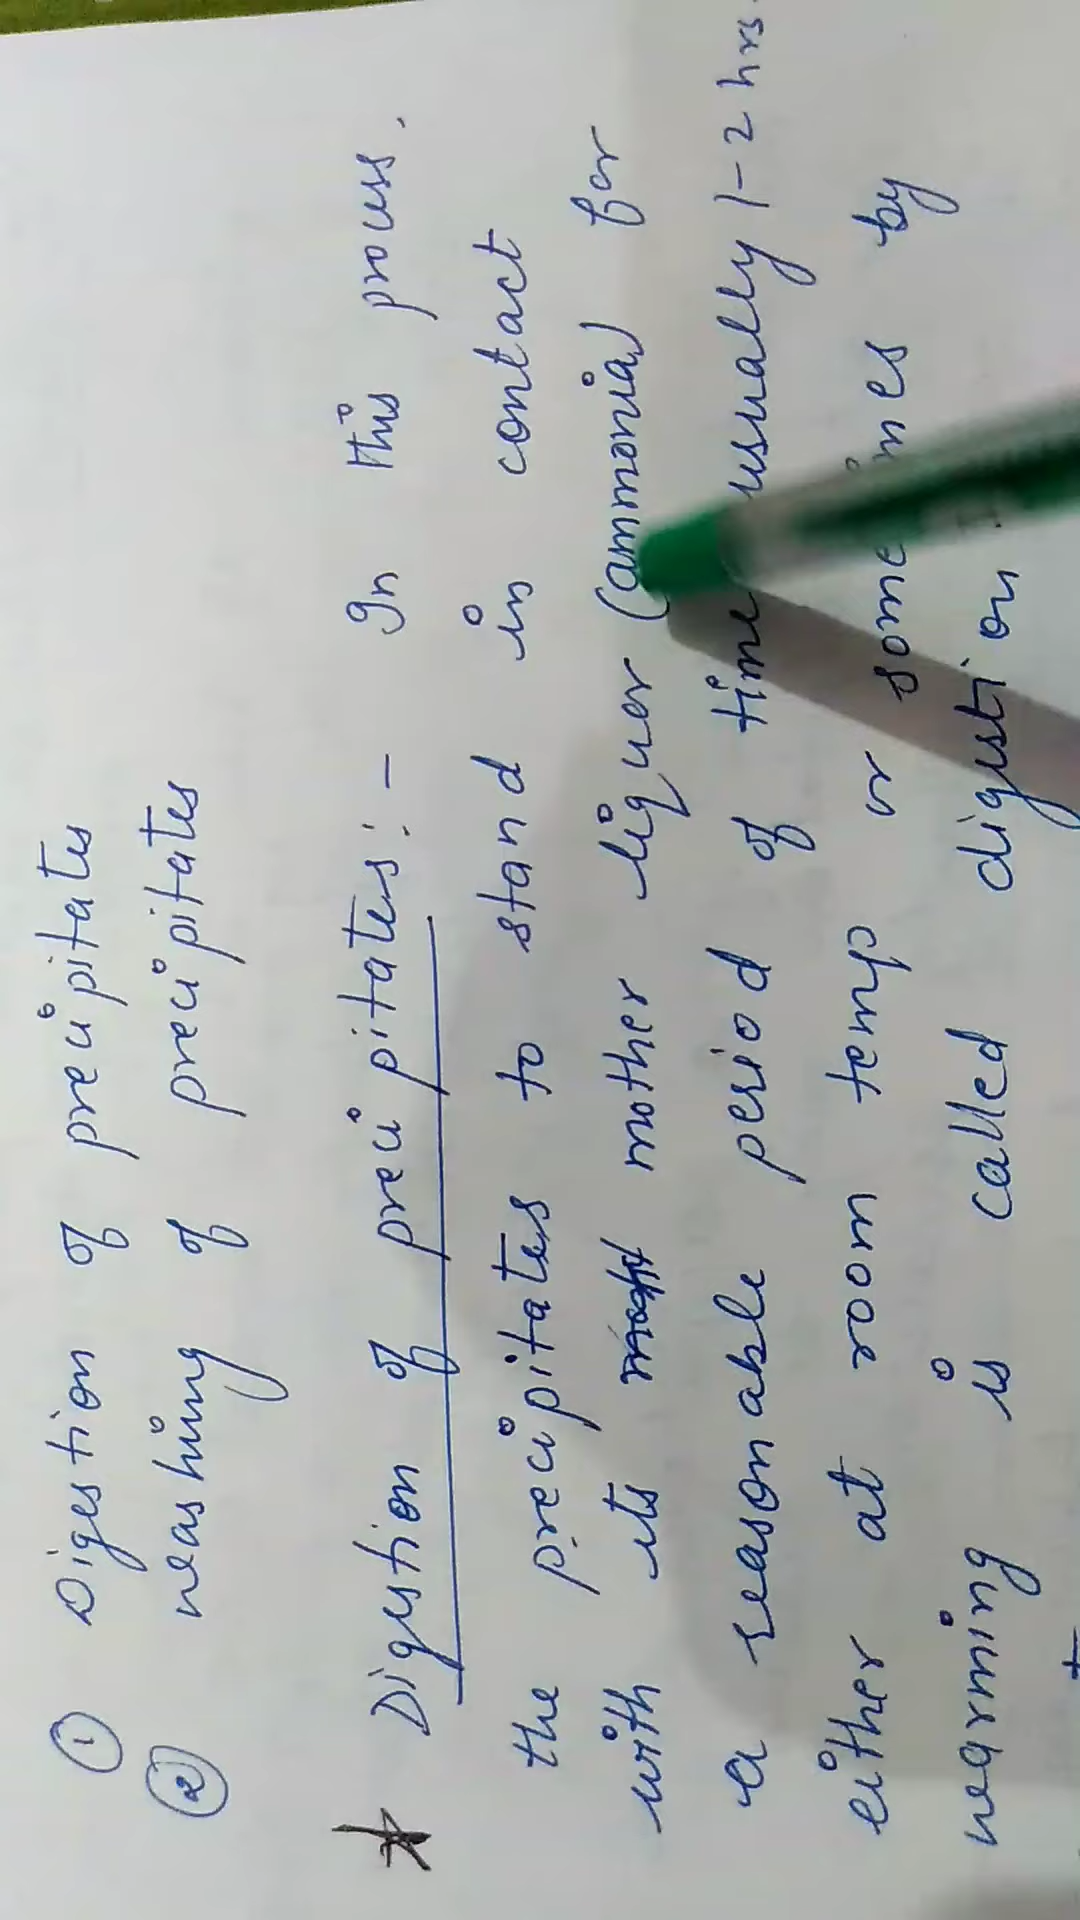 ① Digestion of precipitates
② washing of precipitates
* Digestion of precipitates :- In this process.
the precipitates to stand in contact
with its mother liquor (ammonia) for
a reasonable period of time usually 1-2 hrs.
either at room temp or sometimes by
warming is called digestion